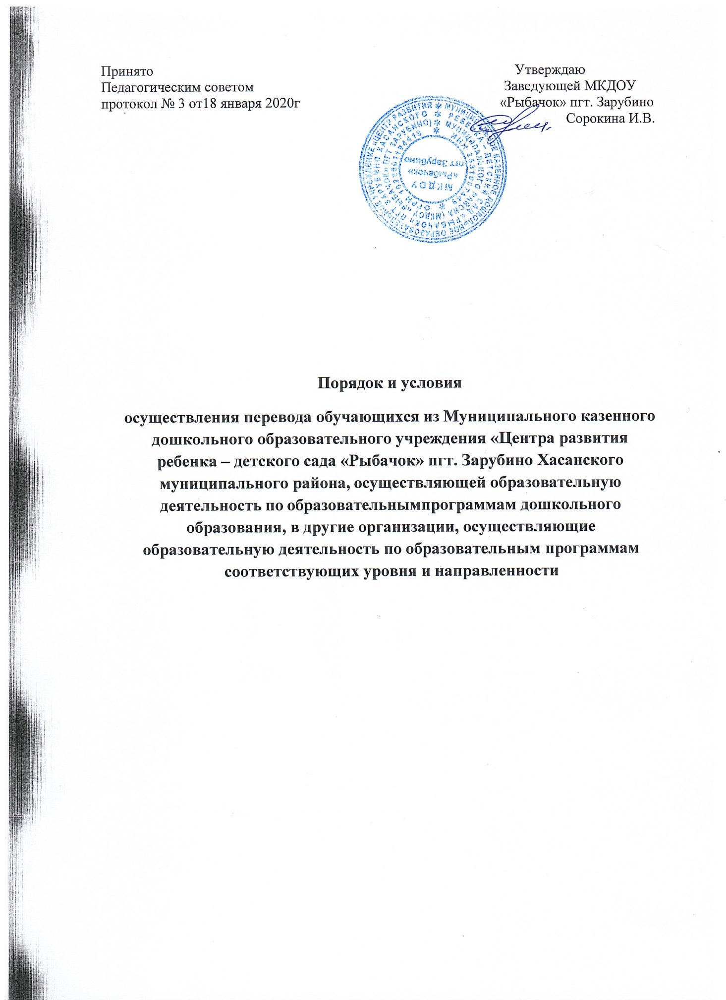 Принято
Педагогическим советом
протокол № 3 от18 января 2020г
Утверждаю
Заведующей МКДОУ
«Рыбачок» пгт. Зарубино
Сорокина И.В.
МКДОУ
«Рыбачок»
пгт Зарубино
Порядок и условия
осуществления перевода обучающихся из Муниципального казенного
дошкольного образовательного учреждения «Центра развития
ребенка – детского сада «Рыбачок» пгт. Зарубино Хасанского
муниципального района, осуществляющей образовательную
деятельность по образовательнымпрограммам дошкольного
образования, в другие организации, осуществляющие
образовательную деятельность по образовательным программам
соответствующих уровня и направленности